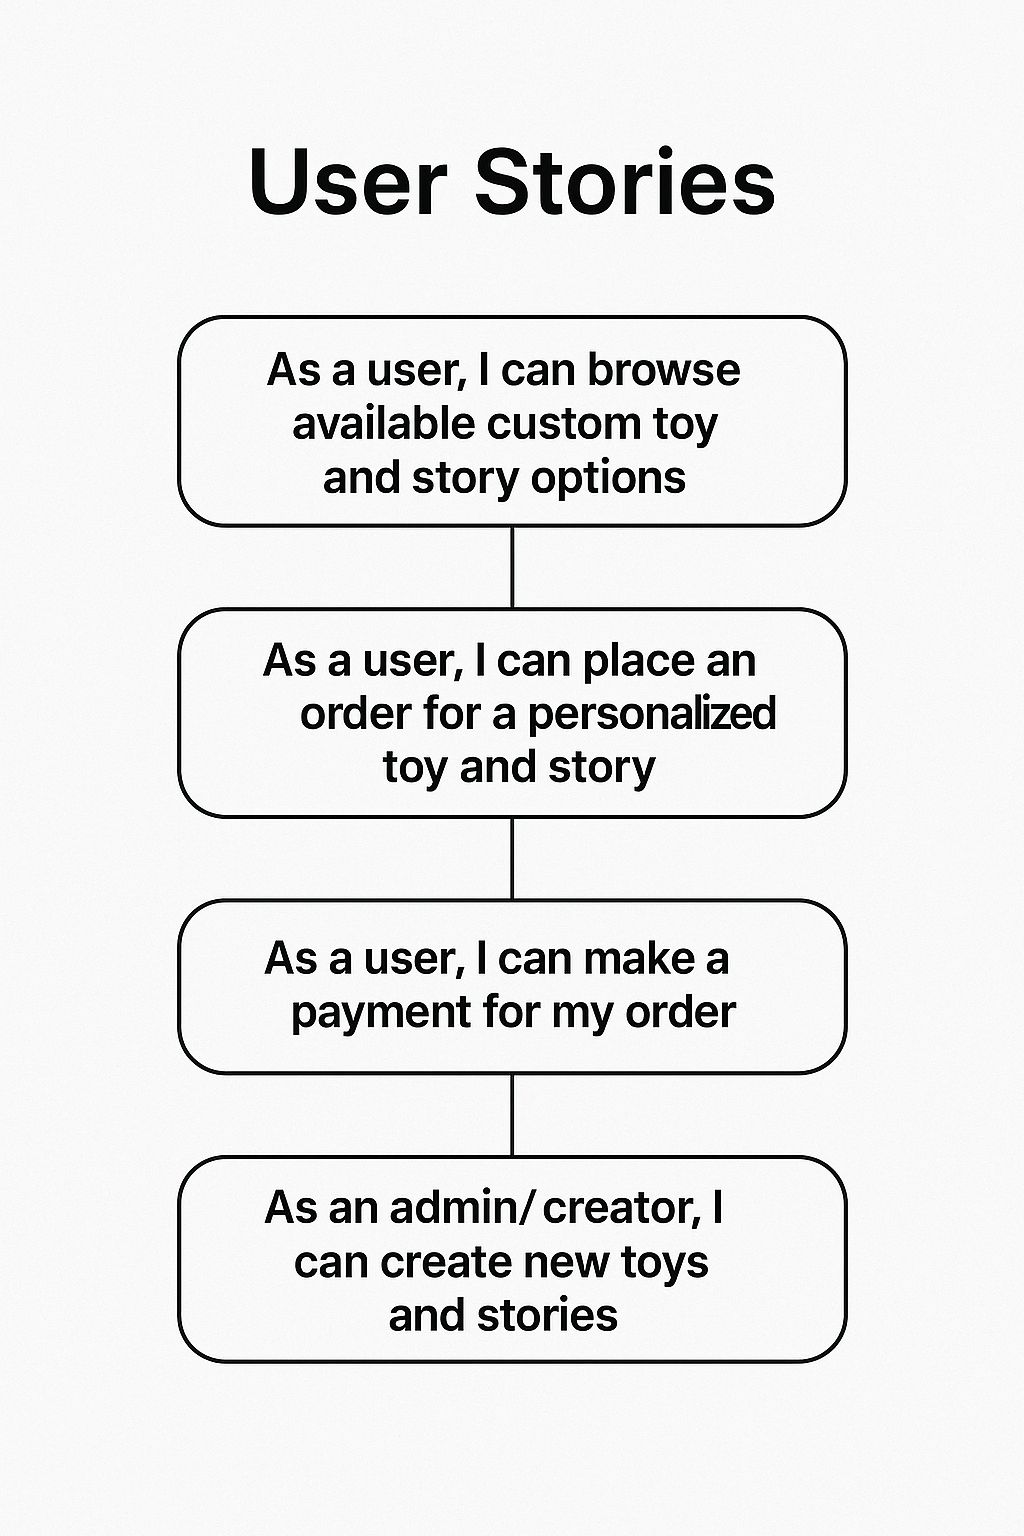 User Stories
As a user, I can browse
available custom toy
and story options
As a user, I can place an
order for a personalized
toy and story
As a user, I can make a
payment for my order
As an admin/ creator, I
can create new toys
and stories